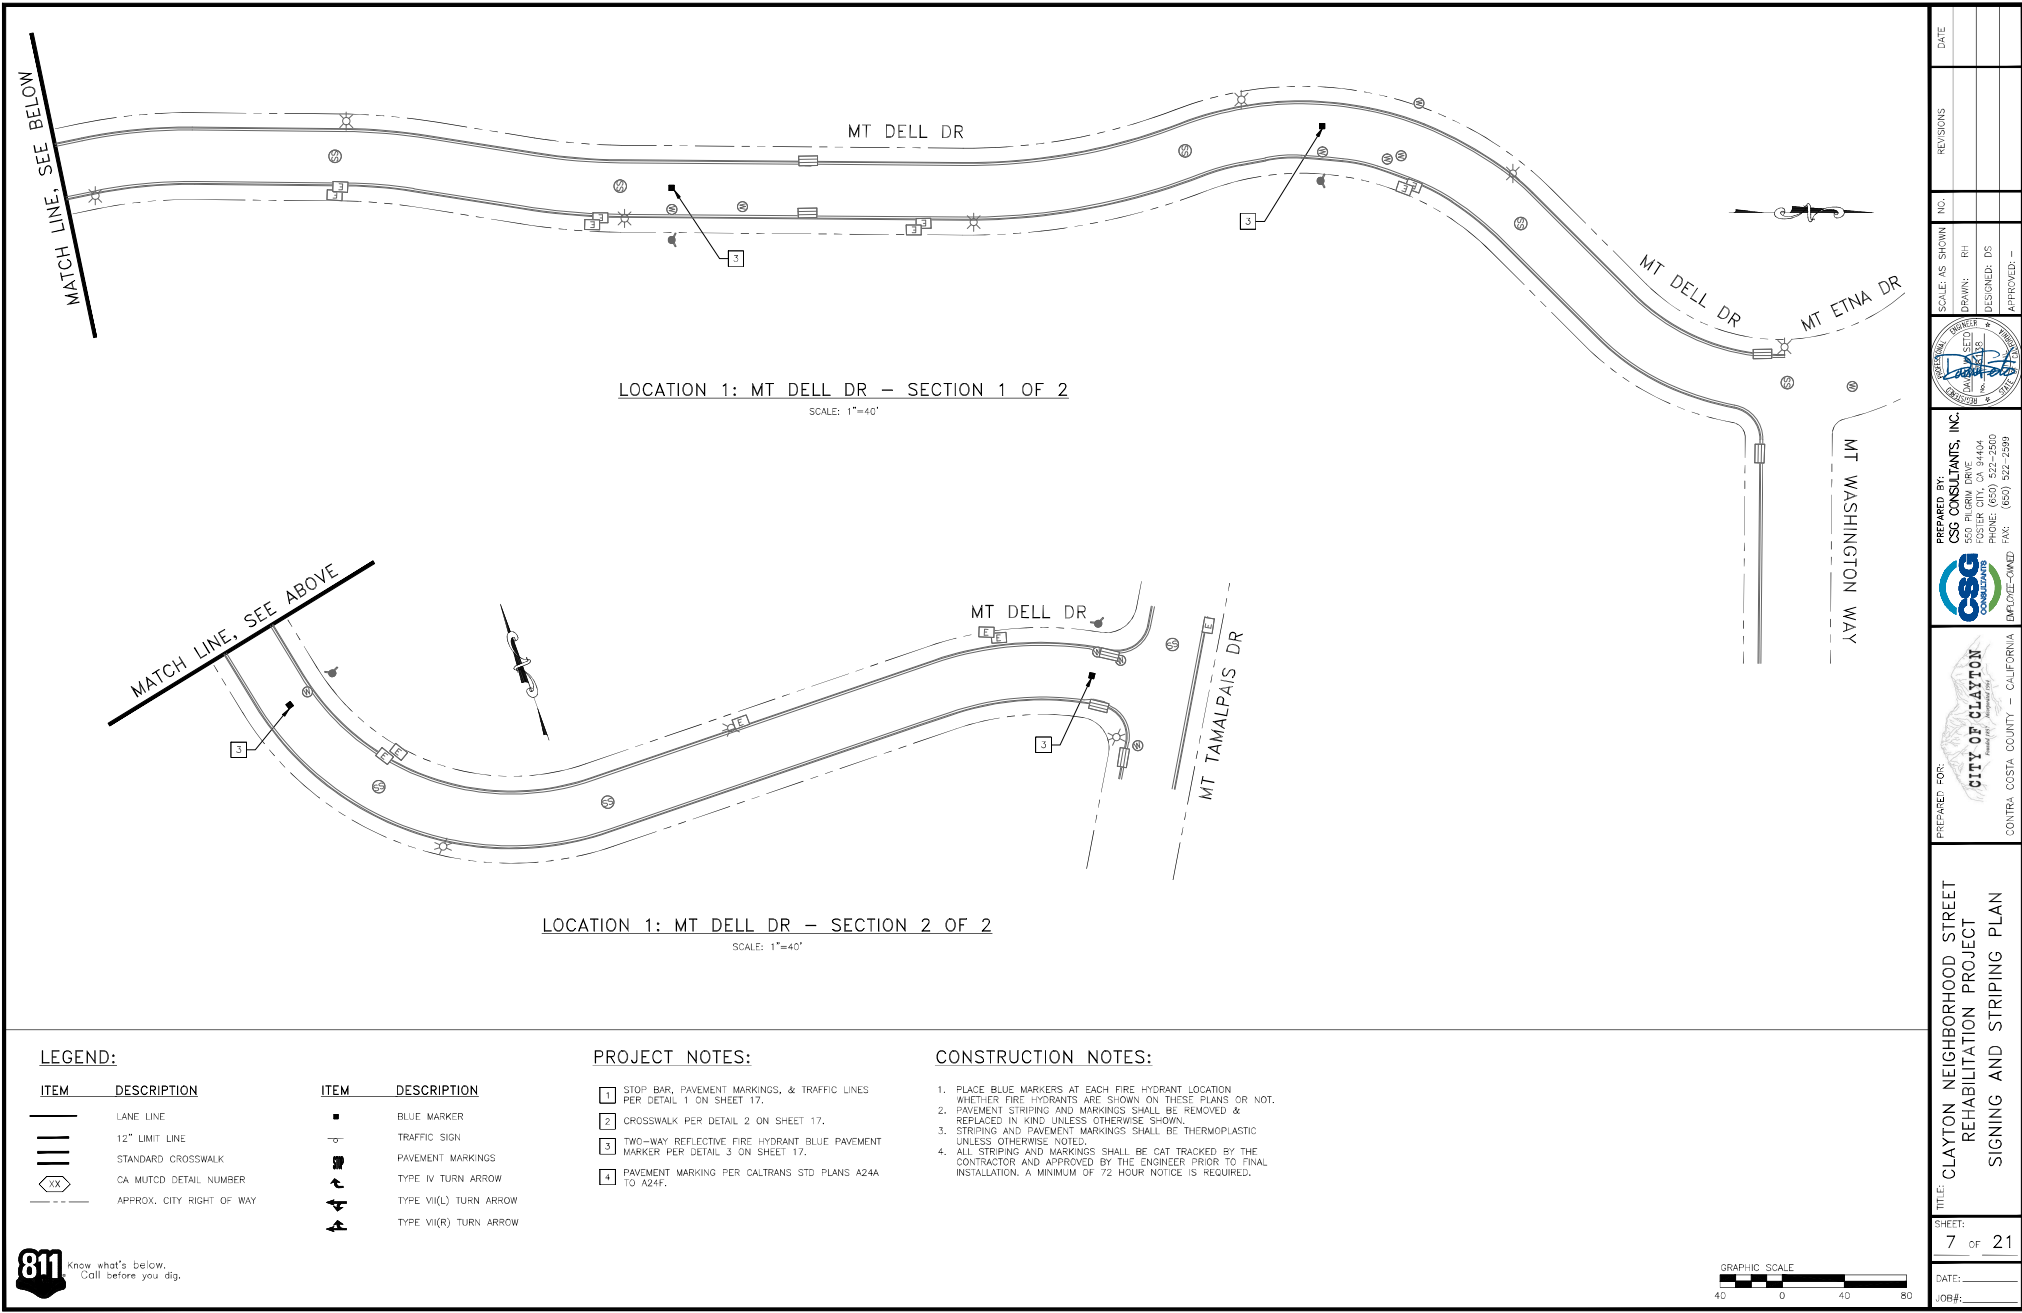 MATCH LINE, SEE BELOW
MT DELL DR
3
3
MT DELL DR
MT ETNA DR
MT WASHINGTON WAY
LOCATION 1: MT DELL DR – SECTION 1 OF 2
SCALE: 1"=40'
MATCH LINE, SEE ABOVE
MT DELL DR
MT TAMALPAIS DR
3
3
LOCATION 1: MT DELL DR – SECTION 2 OF 2
SCALE: 1"=40'
LEGEND:
ITEM DESCRIPTION
LANE LINE
12" LIMIT LINE
STANDARD CROSSWALK
XX CA MUTCD DETAIL NUMBER
APPROX. CITY RIGHT OF WAY
ITEM DESCRIPTION
BLUE MARKER
TRAFFIC SIGN
PAVEMENT MARKINGS
TYPE IV TURN ARROW
TYPE VII(L) TURN ARROW
TYPE VII(R) TURN ARROW
PROJECT NOTES:
1 STOP BAR, PAVEMENT MARKINGS, & TRAFFIC LINES
PER DETAIL 1 ON SHEET 17.
2 CROSSWALK PER DETAIL 2 ON SHEET 17.
3 TWO–WAY REFLECTIVE FIRE HYDRANT BLUE PAVEMENT
MARKER PER DETAIL 3 ON SHEET 17.
4 PAVEMENT MARKING PER CALTRANS STD PLANS A24A
TO A24F.
CONSTRUCTION NOTES:
1. PLACE BLUE MARKERS AT EACH FIRE HYDRANT LOCATION
WHETHER FIRE HYDRANTS ARE SHOWN ON THESE PLANS OR NOT.
2. PAVEMENT STRIPING AND MARKINGS SHALL BE REMOVED &
REPLACED IN KIND UNLESS OTHERWISE SHOWN.
3. STRIPING AND PAVEMENT MARKINGS SHALL BE THERMOPLASTIC
UNLESS OTHERWISE NOTED.
4. ALL STRIPING AND MARKINGS SHALL BE CAT TRACKED BY THE
CONTRACTOR AND APPROVED BY THE ENGINEER PRIOR TO FINAL
INSTALLATION. A MINIMUM OF 72 HOUR NOTICE IS REQUIRED.
811
Know what's below.
Call before you dig.
GRAPHIC SCALE
40 0 40 80
DATE
REVISIONS
NO.
SCALE: AS SHOWN
DRAWN: RH
DESIGNED: DS
APPROVED: –
REGISTERED PROFESSIONAL ENGINEER
STATE CALIFORNIA
SETO
No.
PREPARED BY:
CSG CONSULTANTS, INC.
550 PILGRIM DRIVE
FOSTER CITY, CA 94404
PHONE: (650) 522–2500
FAX: (650) 522–2599
CSG
CONSULTANTS
EMPLOYEE–OWNED
PREPARED FOR:
CITY OF CLAYTON
CONTRA COSTA COUNTY – CALIFORNIA
TITLE:
CLAYTON NEIGHBORHOOD STREET
REHABILITATION PROJECT
SIGNING AND STRIPING PLAN
SHEET:
7 OF 21
DATE:
JOB#: